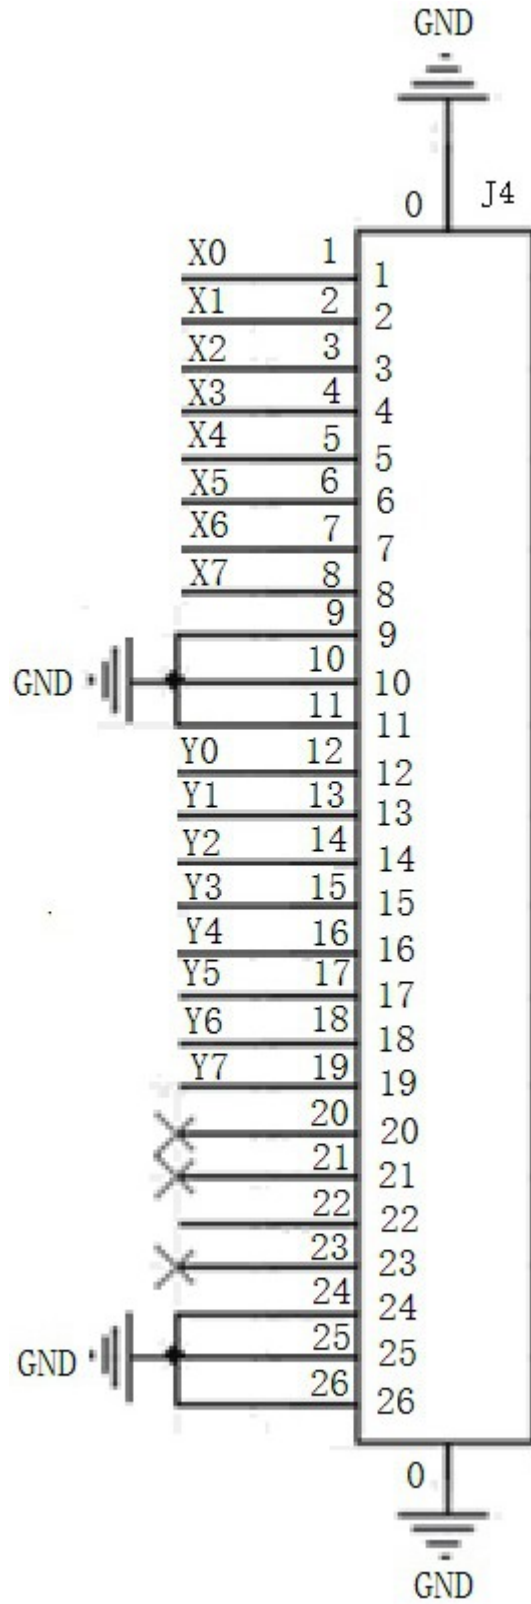 GND
0 J4
X0 1 1
X1 2 2
X2 3 3
X3 4 4
X4 5 5
X5 6 6
X6 7 7
X7 8 8
9 9
GND 10 10
11 11
Y0 12 12
Y1 13 13
Y2 14 14
Y3 15 15
Y4 16 16
Y5 17 17
Y6 18 18
Y7 19 19
20 20
21 21
22 22
23 23
24 24
GND 25 25
26 26
0
GND